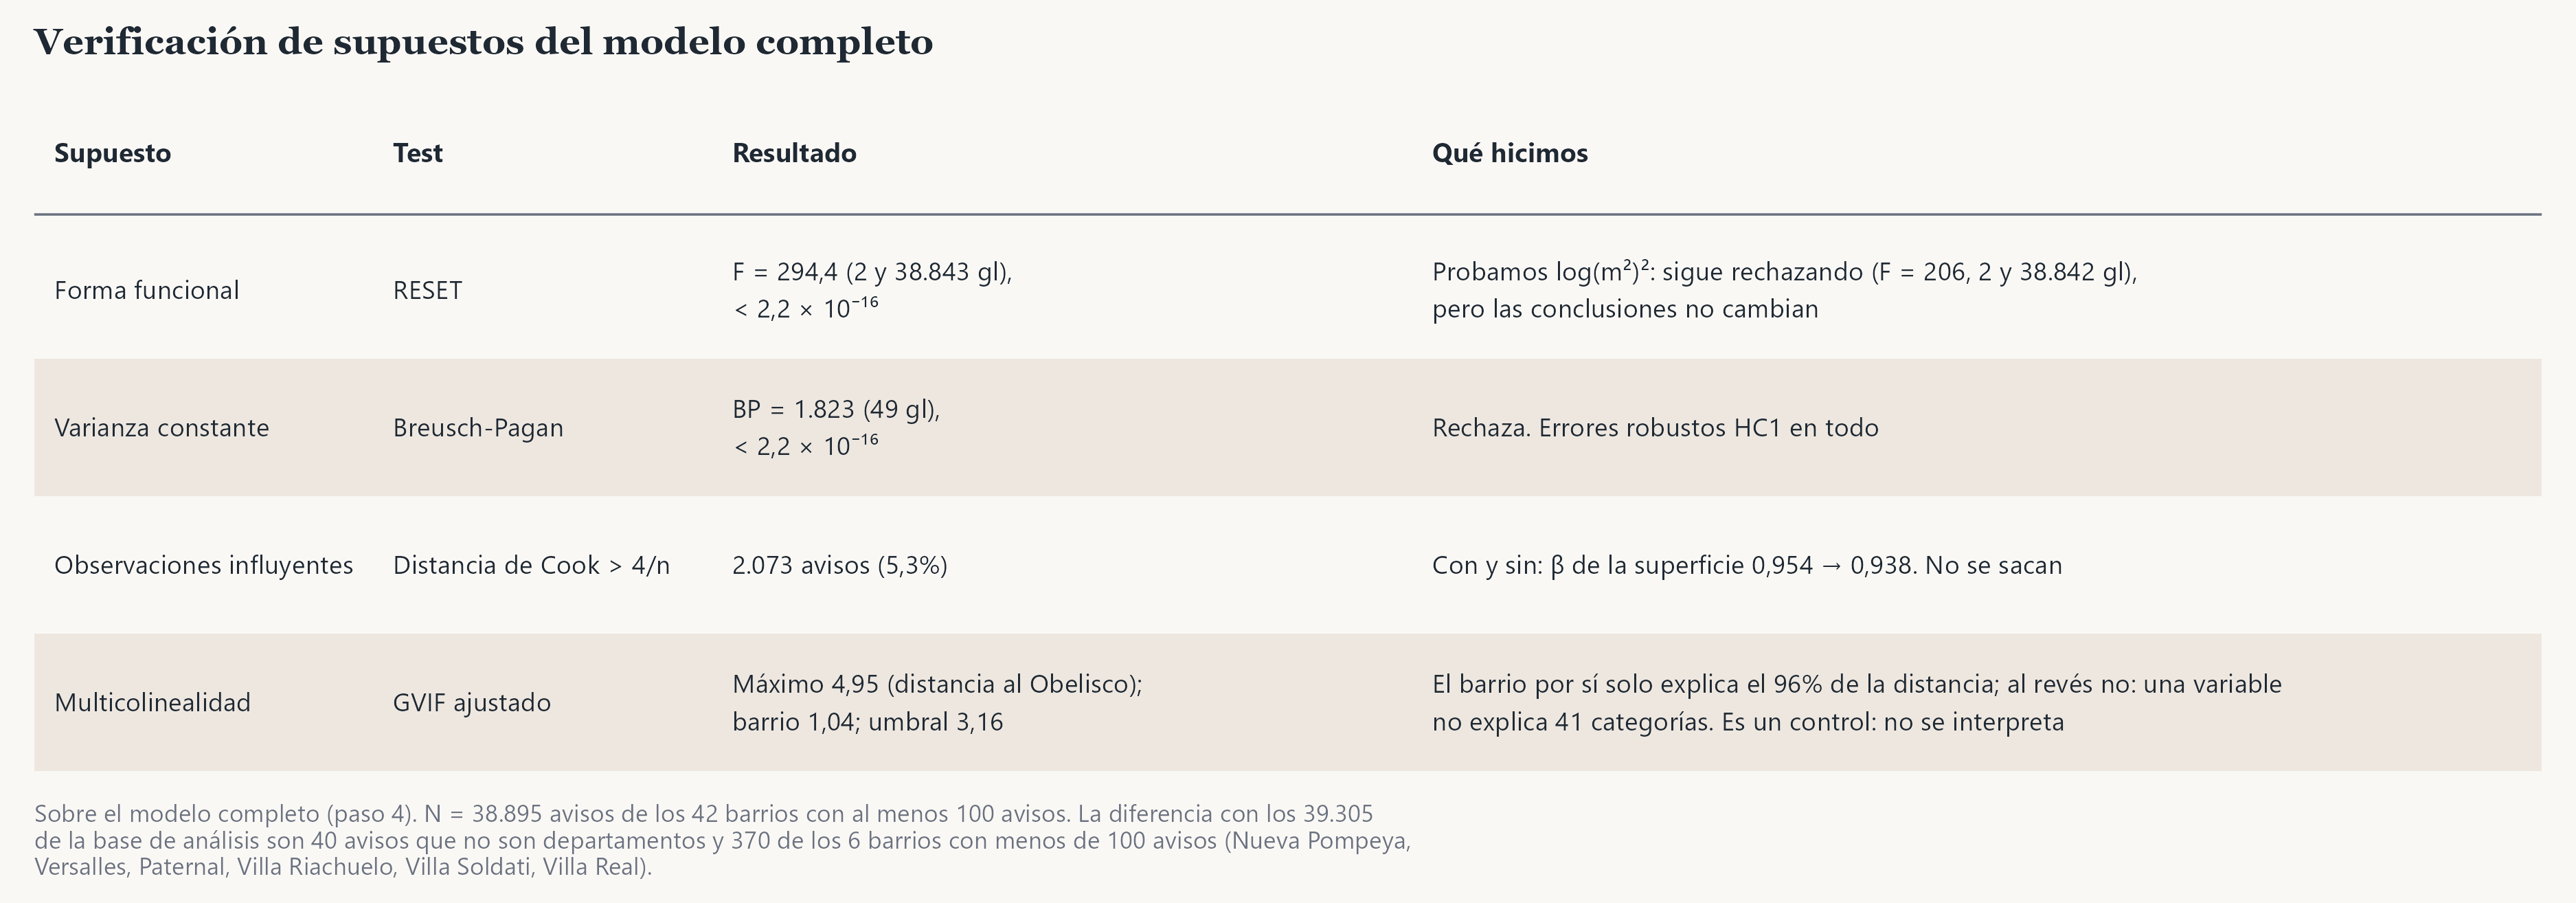 Verificación de supuestos del modelo completo
Supuesto Test Resultado Qué hicimos
Forma funcional RESET F = 294,4 (2 y 38.843 gl), Probamos log(m²)²: sigue rechazando (F = 206, 2 y 38.842 gl),
< 2,2 × 10⁻¹⁶ pero las conclusiones no cambian
Varianza constante Breusch-Pagan BP = 1.823 (49 gl), Rechaza. Errores robustos HC1 en todo
< 2,2 × 10⁻¹⁶
Observaciones influyentes Distancia de Cook > 4/n 2.073 avisos (5,3%) Con y sin: β de la superficie 0,954 → 0,938. No se sacan
Multicolinealidad GVIF ajustado Máximo 4,95 (distancia al Obelisco); El barrio por sí solo explica el 96% de la distancia; al revés no: una variable
barrio 1,04; umbral 3,16 no explica 41 categorías. Es un control: no se interpreta
Sobre el modelo completo (paso 4). N = 38.895 avisos de los 42 barrios con al menos 100 avisos. La diferencia con los 39.305
de la base de análisis son 40 avisos que no son departamentos y 370 de los 6 barrios con menos de 100 avisos (Nueva Pompeya,
Versalles, Paternal, Villa Riachuelo, Villa Soldati, Villa Real).